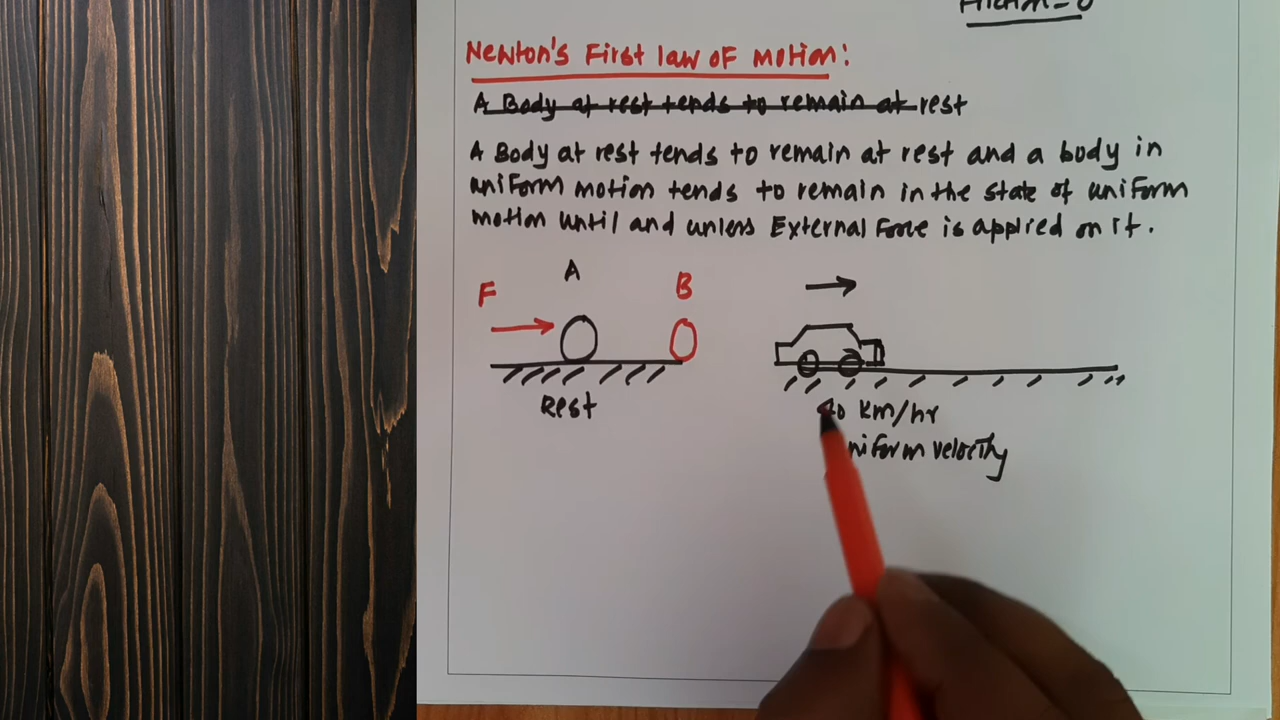 Newton's First law of motion:
A Body at rest tends to remain at rest
A Body at rest tends to remain at rest and a body in
uniform motion tends to remain in the state of uniform
motion until and unless External Force is applied on it.
F
A
B
Rest
km/hr
velocity